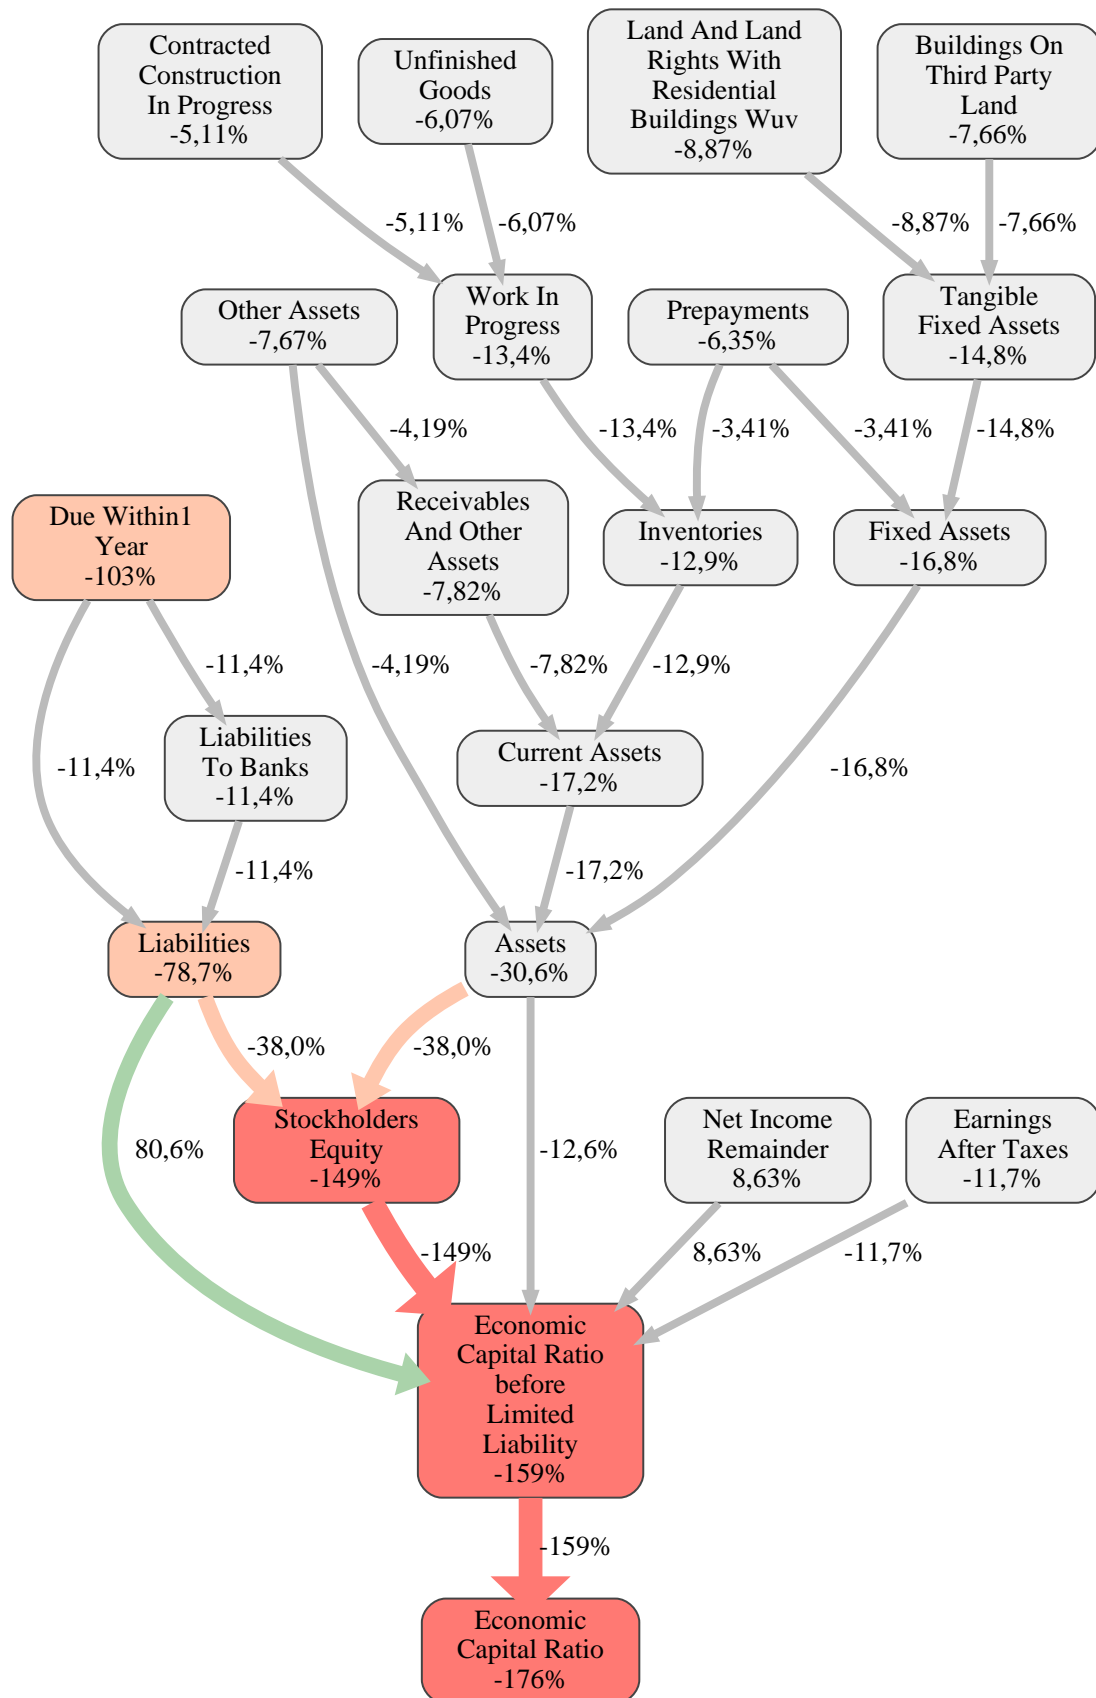 Contracted
Construction
In Progress
-5,11%
Unfinished
Goods
-6,07%
Land And Land
Rights With
Residential
Buildings Wuv
-8,87%
Buildings On
Third Party
Land
-7,66%
-5,11%
-6,07%
-8,87%
-7,66%
Other Assets
-7,67%
Work In
Progress
-13,4%
Prepayments
-6,35%
Tangible
Fixed Assets
-14,8%
-4,19%
-13,4%
-3,41%
-3,41%
-14,8%
Due Within1
Year
-103%
Receivables
And Other
Assets
-7,82%
Inventories
-12,9%
Fixed Assets
-16,8%
-11,4%
-4,19%
-7,82%
-12,9%
-11,4%
Liabilities
To Banks
-11,4%
Current Assets
-17,2%
-16,8%
-11,4%
-17,2%
Liabilities
-78,7%
Assets
-30,6%
-38,0%
-38,0%
80,6%
Stockholders
Equity
-149%
-12,6%
Net Income
Remainder
8,63%
Earnings
After Taxes
-11,7%
-149%
8,63%
-11,7%
Economic
Capital Ratio
before
Limited
Liability
-159%
-159%
Economic
Capital Ratio
-176%